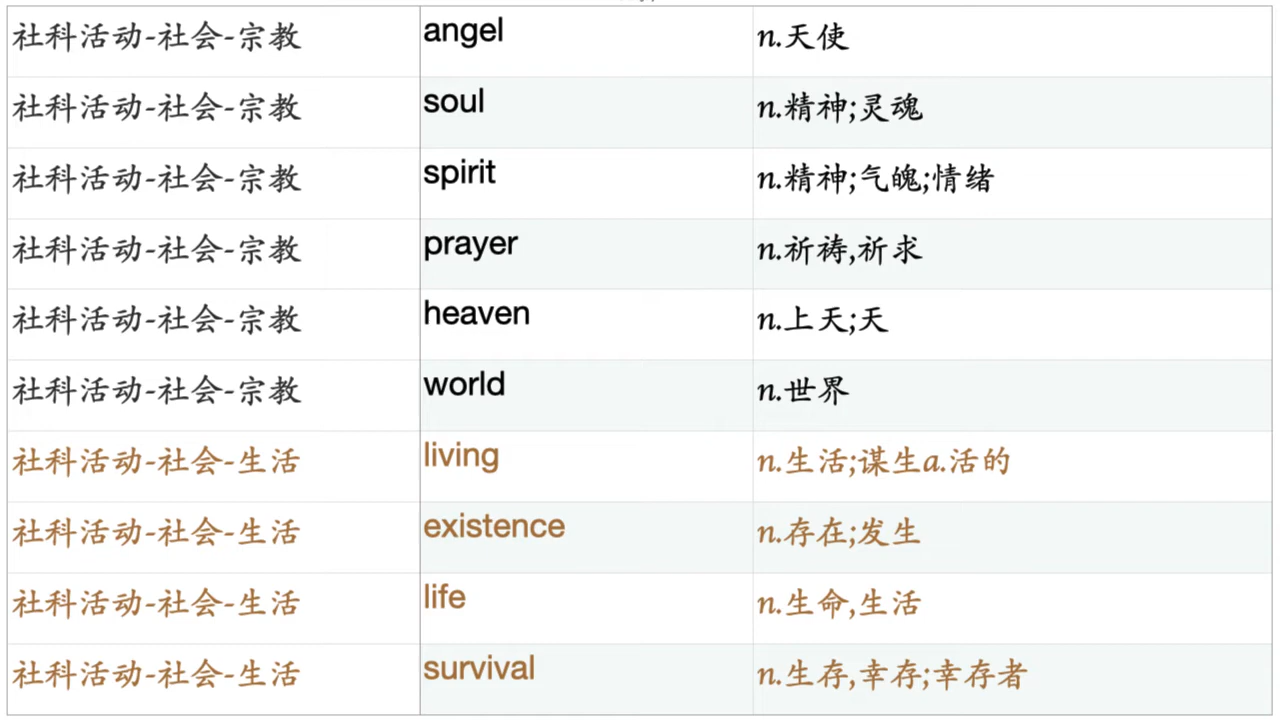 社科活动-社会-宗教 angel n.天使
社科活动-社会-宗教 soul n.精神;灵魂
社科活动-社会-宗教 spirit n.精神;气魄;情绪
社科活动-社会-宗教 prayer n.祈祷,祈求
社科活动-社会-宗教 heaven n.上天;天
社科活动-社会-宗教 world n.世界
社科活动-社会-生活 living n.生活;谋生a.活的
社科活动-社会-生活 existence n.存在;发生
社科活动-社会-生活 life n.生命,生活
社科活动-社会-生活 survival n.生存,幸存;幸存者